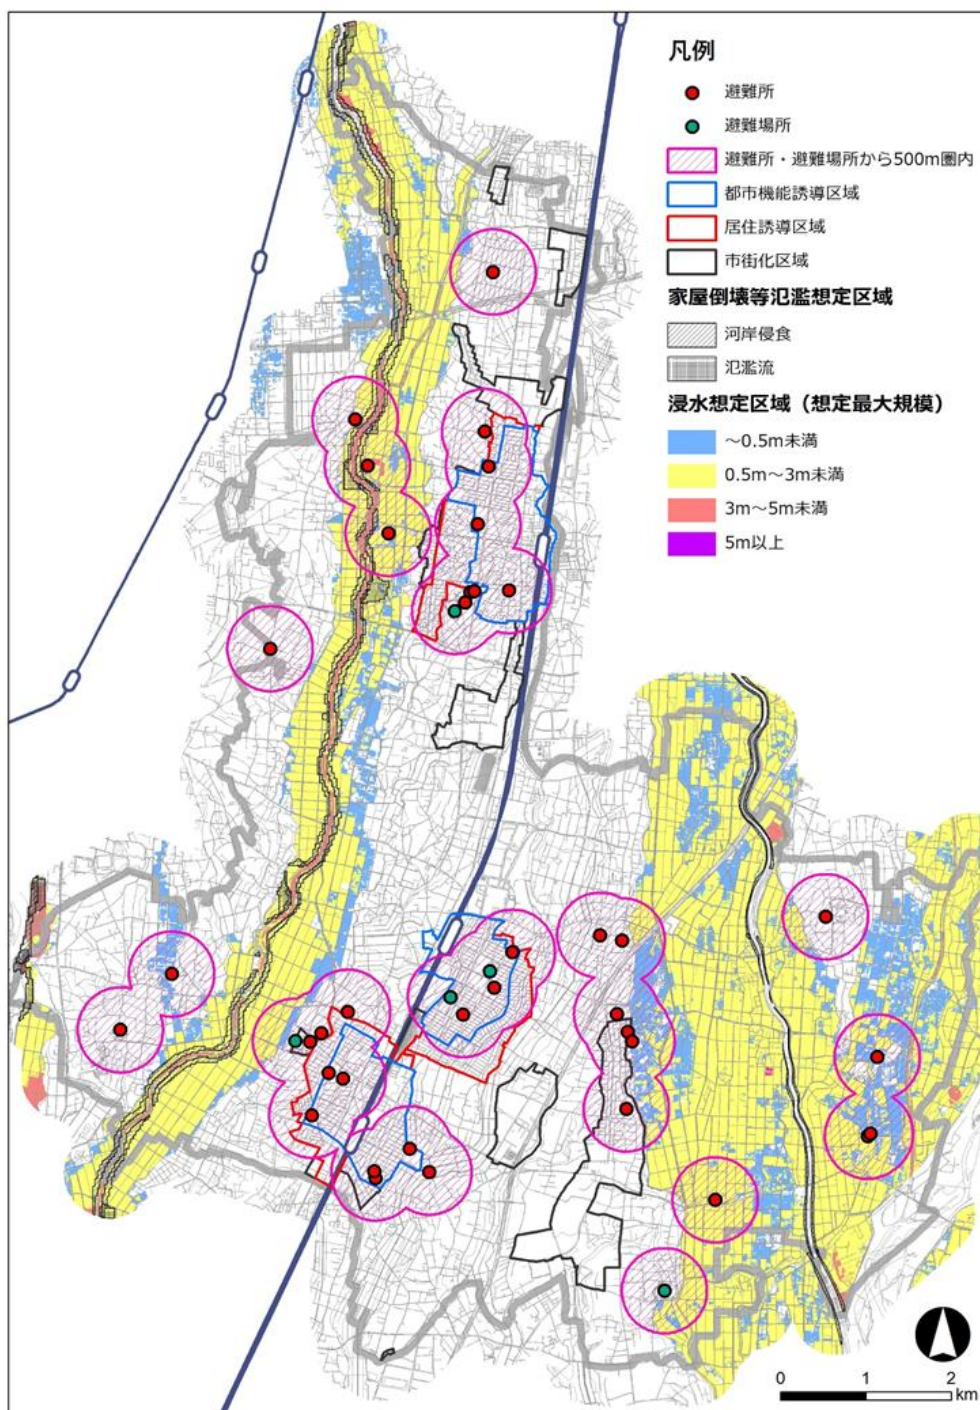 凡例
避難所
避難場所
避難所・避難場所から500m圏内
都市機能誘導区域
居住誘導区域
市街化区域
家屋倒壊等氾濫想定区域
河岸侵食
氾濫流
浸水想定区域（想定最大規模）
～0.5m未満
0.5m～3m未満
3m～5m未満
5m以上
0 1 2
km